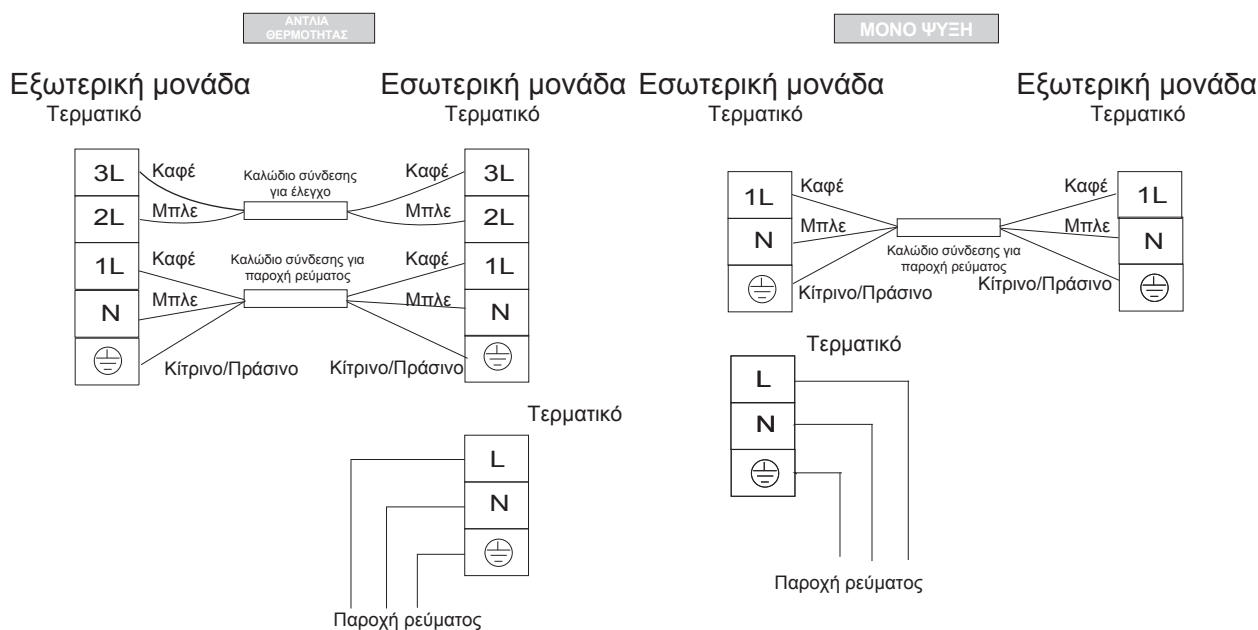 ΑΝΤΛΙΑ
ΘΕΡΜΟΤΗΤΑΣ
Εξωτερική μονάδα
Τερματικό
Εσωτερική μονάδα
Τερματικό
3L
Καφέ
Καλώδιο σύνδεσης
για έλεγχο
Καφέ
3L
2L
Μπλε
Μπλε
2L
1L
Καφέ
Καλώδιο σύνδεσης για
παροχή ρεύματος
Καφέ
1L
N
Μπλε
Μπλε
N
Κίτρινο/Πράσινο
Κίτρινο/Πράσινο
Τερματικό
L
N
Παροχή ρεύματος
ΜΟΝΟ ΨΥΞΗ
Εσωτερική μονάδα
Τερματικό
Εξωτερική μονάδα
Τερματικό
1L
Καφέ
Καφέ
1L
N
Μπλε
Μπλε
N
Καλώδιο σύνδεσης για
παροχή ρεύματος
Κίτρινο/Πράσινο
Κίτρινο/Πράσινο
Τερματικό
L
N
Παροχή ρεύματος